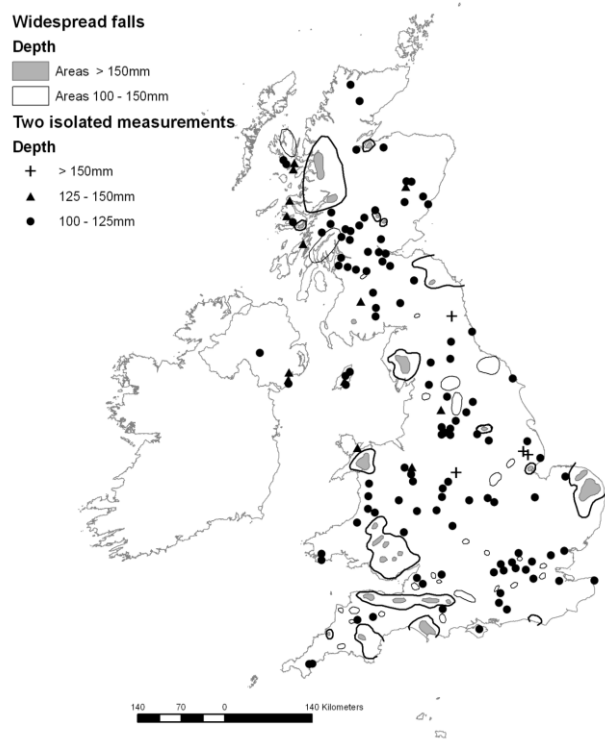 Widespread falls
Depth
Areas > 150mm
Areas 100 - 150mm
Two isolated measurements
Depth
> 150mm
125 - 150mm
100 - 125mm
140 70 0 140 Kilometers